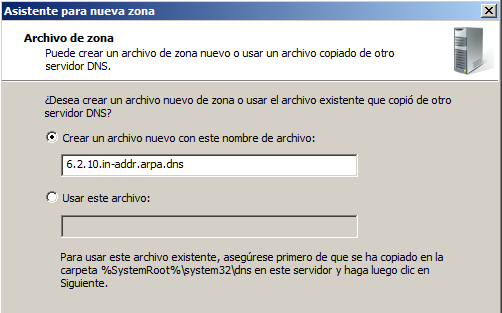 Asistente para nueva zona
Archivo de zona
Puede crear un archivo de zona nuevo o usar un archivo copiado de otro
servidor DNS.
¿Desea crear un archivo nuevo de zona o usar el archivo existente que copió de otro
servidor DNS?
Crear un archivo nuevo con este nombre de archivo:
6.2.10.in-addr.arpa.dns
Usar este archivo:
Para usar este archivo existente, asegúrese primero de que se ha copiado en la
carpeta %SystemRoot%\system32\dns en este servidor y haga luego clic en
Siguiente.